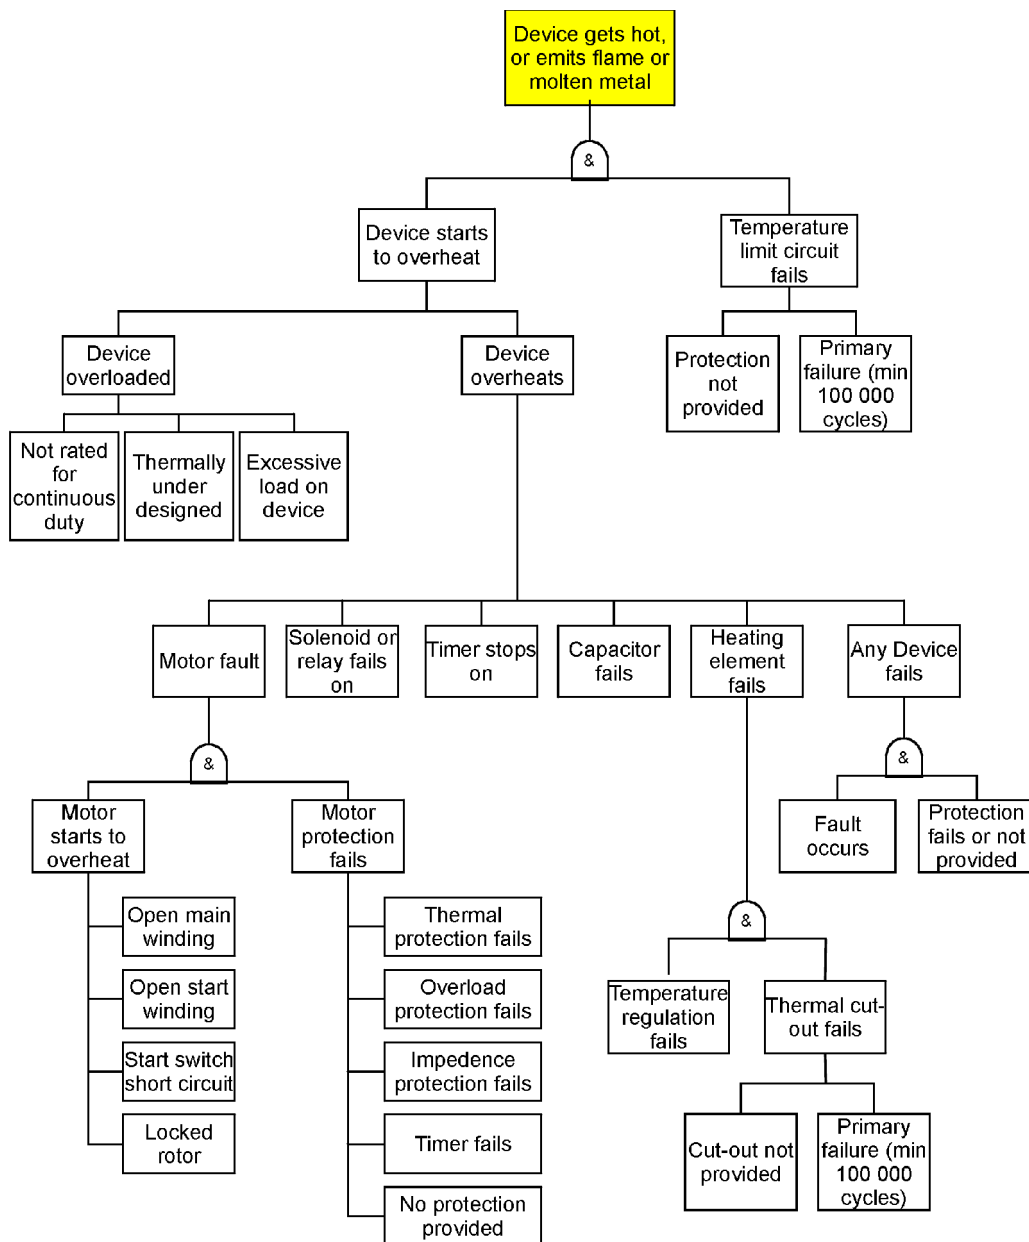 Device gets hot,
or emits flame or
molten metal
&
Device starts
to overheat
Temperature
limit circuit
fails
Device
overloaded
Device
overheats
Protection
not
provided
Primary
failure (min
100 000
cycles)
Not rated
for
continuous
duty
Thermally
under
designed
Excessive
load on
device
Motor fault
Solenoid or
relay fails
on
Timer stops
on
Capacitor
fails
Heating
element
fails
Any Device
fails
&
&
Motor
starts to
overheat
Motor
protection
fails
Fault
occurs
Protection
fails or not
provided
Open main
winding
Open start
winding
Start switch
short circuit
Locked
rotor
Thermal
protection fails
Overload
protection fails
Impedence
protection fails
Timer fails
No protection
provided
&
Temperature
regulation
fails
Thermal cut-
out fails
Cut-out not
provided
Primary
failure (min
100 000
cycles)